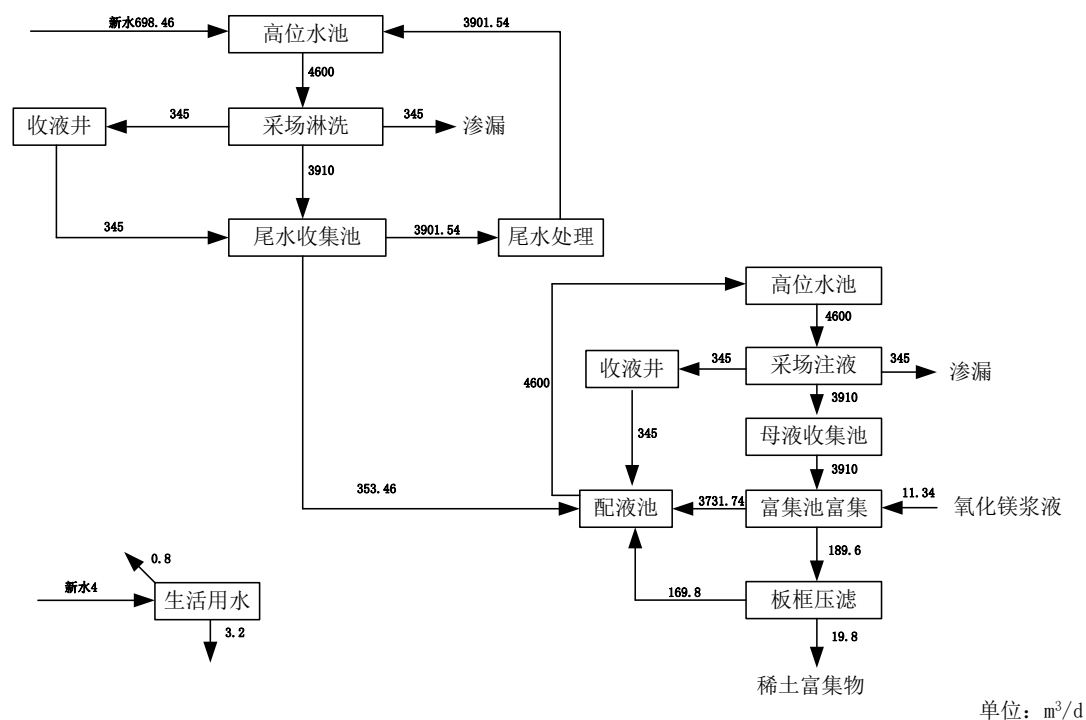 新水698.46
高位水池
3901.54
4600
收液井
345
采场淋洗
345
渗漏
3910
345
尾水收集池
3901.54
尾水处理
高位水池
4600
收液井
345
采场注液
345
渗漏
4600
3910
345
母液收集池
3910
353.46
配液池
3731.74
富集池富集
11.34
氧化镁浆液
189.6
0.8
新水4
生活用水
169.8
板框压滤
3.2
19.8
稀土富集物
单位：m³/d